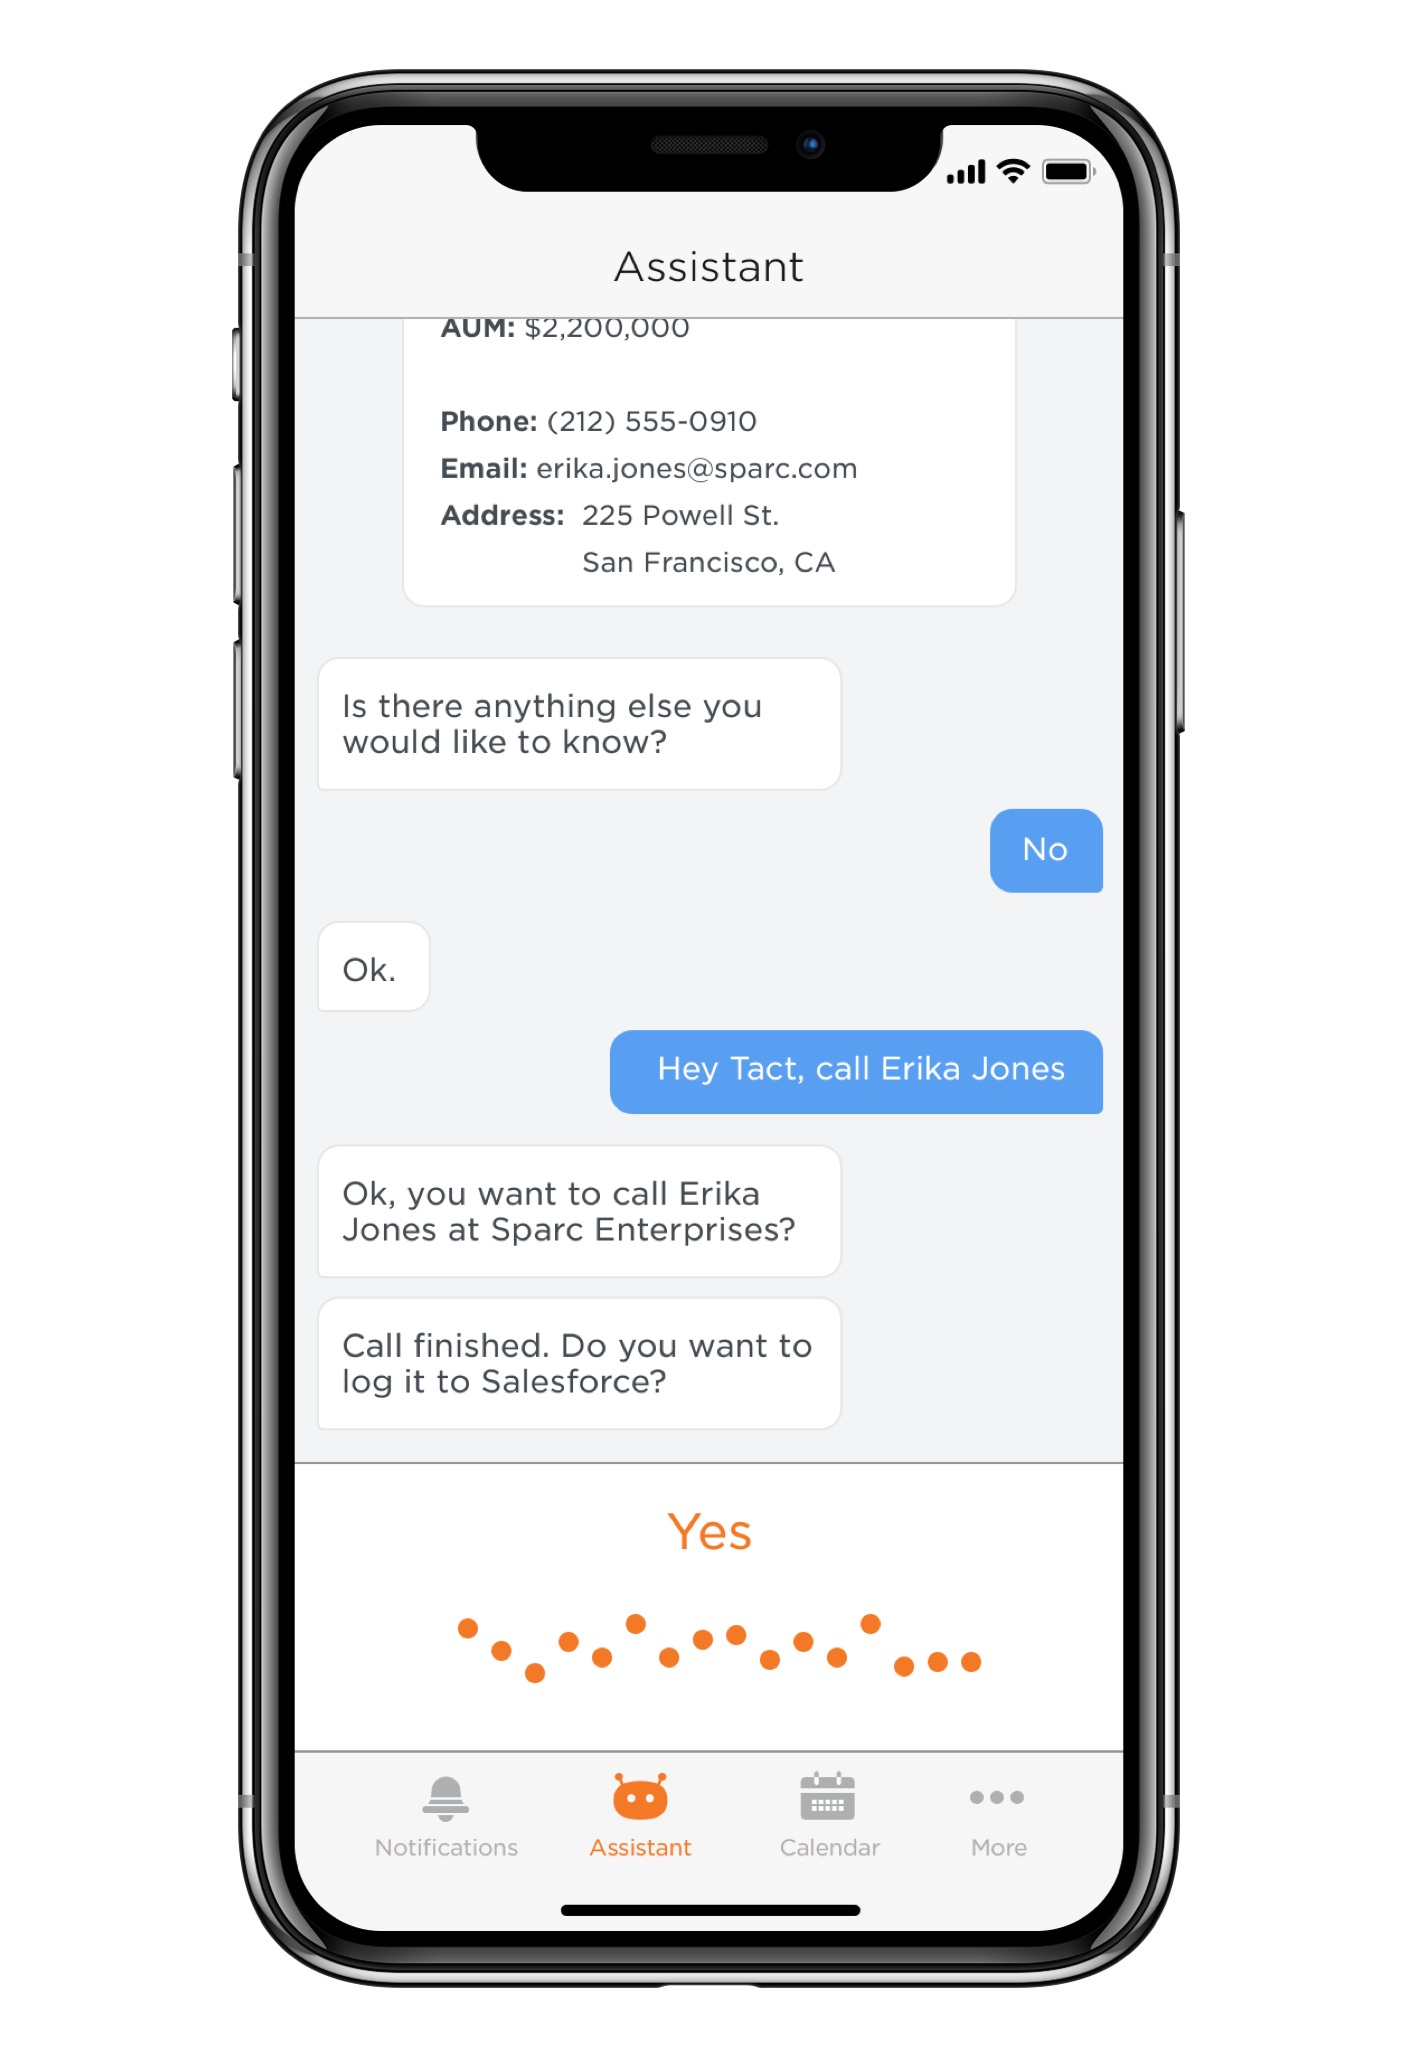 Assistant
AUM: $2,200,000
Phone: (212) 555-0910
Email: erika.jones@sparc.com
Address: 225 Powell St.
San Francisco, CA
Is there anything else you
would like to know?
No
Ok.
Hey Tact, call Erika Jones
Ok, you want to call Erika
Jones at Sparc Enterprises?
Call finished. Do you want to
log it to Salesforce?
Yes
Notifications
Assistant
Calendar
More